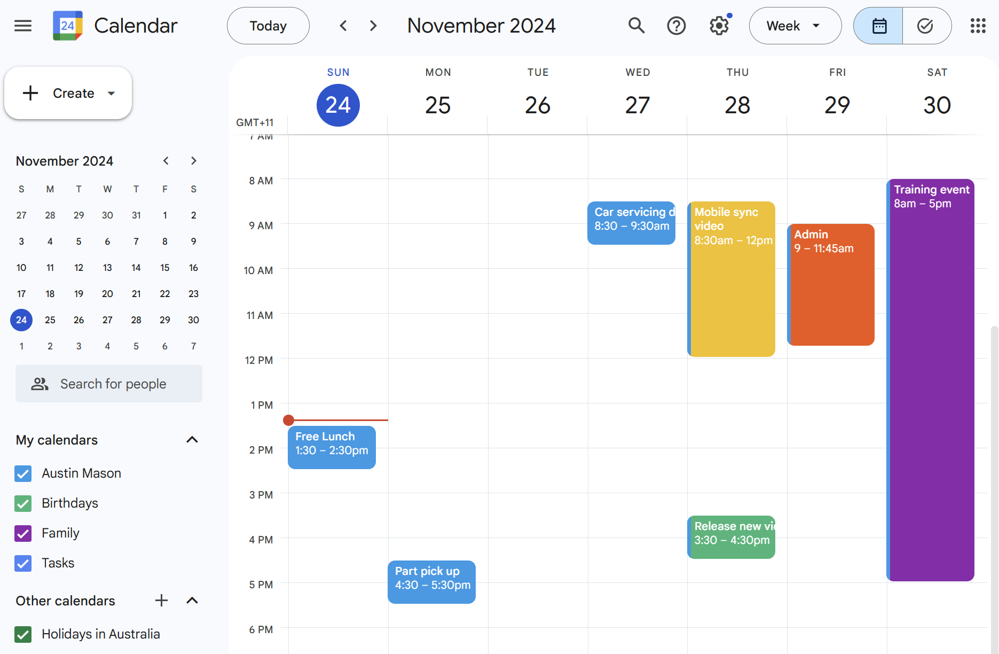 24
Calendar
Today
November 2024
Week
Create
GMT+11
SUN
24
MON
25
TUE
26
WED
27
THU
28
FRI
29
SAT
30
November 2024
S M T W T F S
27 28 29 30 31 1 2
3 4 5 6 7 8 9
10 11 12 13 14 15 16
17 18 19 20 21 22 23
24 25 26 27 28 29 30
1 2 3 4 5 6 7
Search for people
My calendars
Austin Mason
Birthdays
Family
Tasks
Other calendars
Holidays in Australia
7 AM
8 AM
9 AM
10 AM
11 AM
12 PM
1 PM
2 PM
3 PM
4 PM
5 PM
6 PM
Free Lunch
1:30 – 2:30pm
Part pick up
4:30 – 5:30pm
Car servicing d
8:30 – 9:30am
Mobile sync
video
8:30am – 12pm
Release new vi
3:30 – 4:30pm
Admin
9 – 11:45am
Training event
8am – 5pm